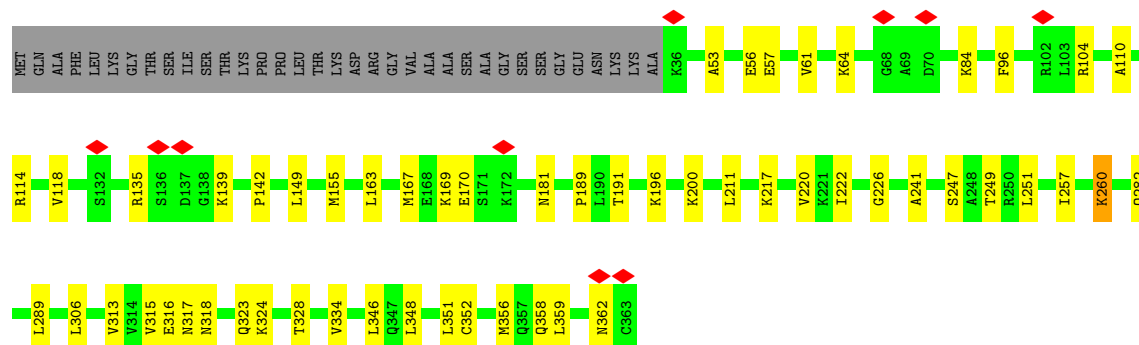 MET GLN ALA PHE LEU LYS GLY THR SER ILE SER THR LYS PRO PRO LEU THR LYS ASP ARG GLY VAL ALA ALA SER ALA GLY SER SER GLY GLU ASN LYS LYS ALA K36 A53 E56 E57 V61 K64 G68 A69 D70 K84 F96 R102 L103 R104 A110
R114 V118 S132 R135 S136 D137 G138 K139 P142 L149 M155 L163 M167 E168 K169 E170 S171 K172 N181 P189 L190 T191 K196 K200 L211 K217 V220 K221 I222 G226 A241 S247 A248 T249 R250 L251 I257 K260
L289 L306 V313 V314 V315 E316 N317 N318 Q323 K324 T328 V334 L346 Q347 L348 L351 C352 M356 Q357 Q358 L359 N362 C363